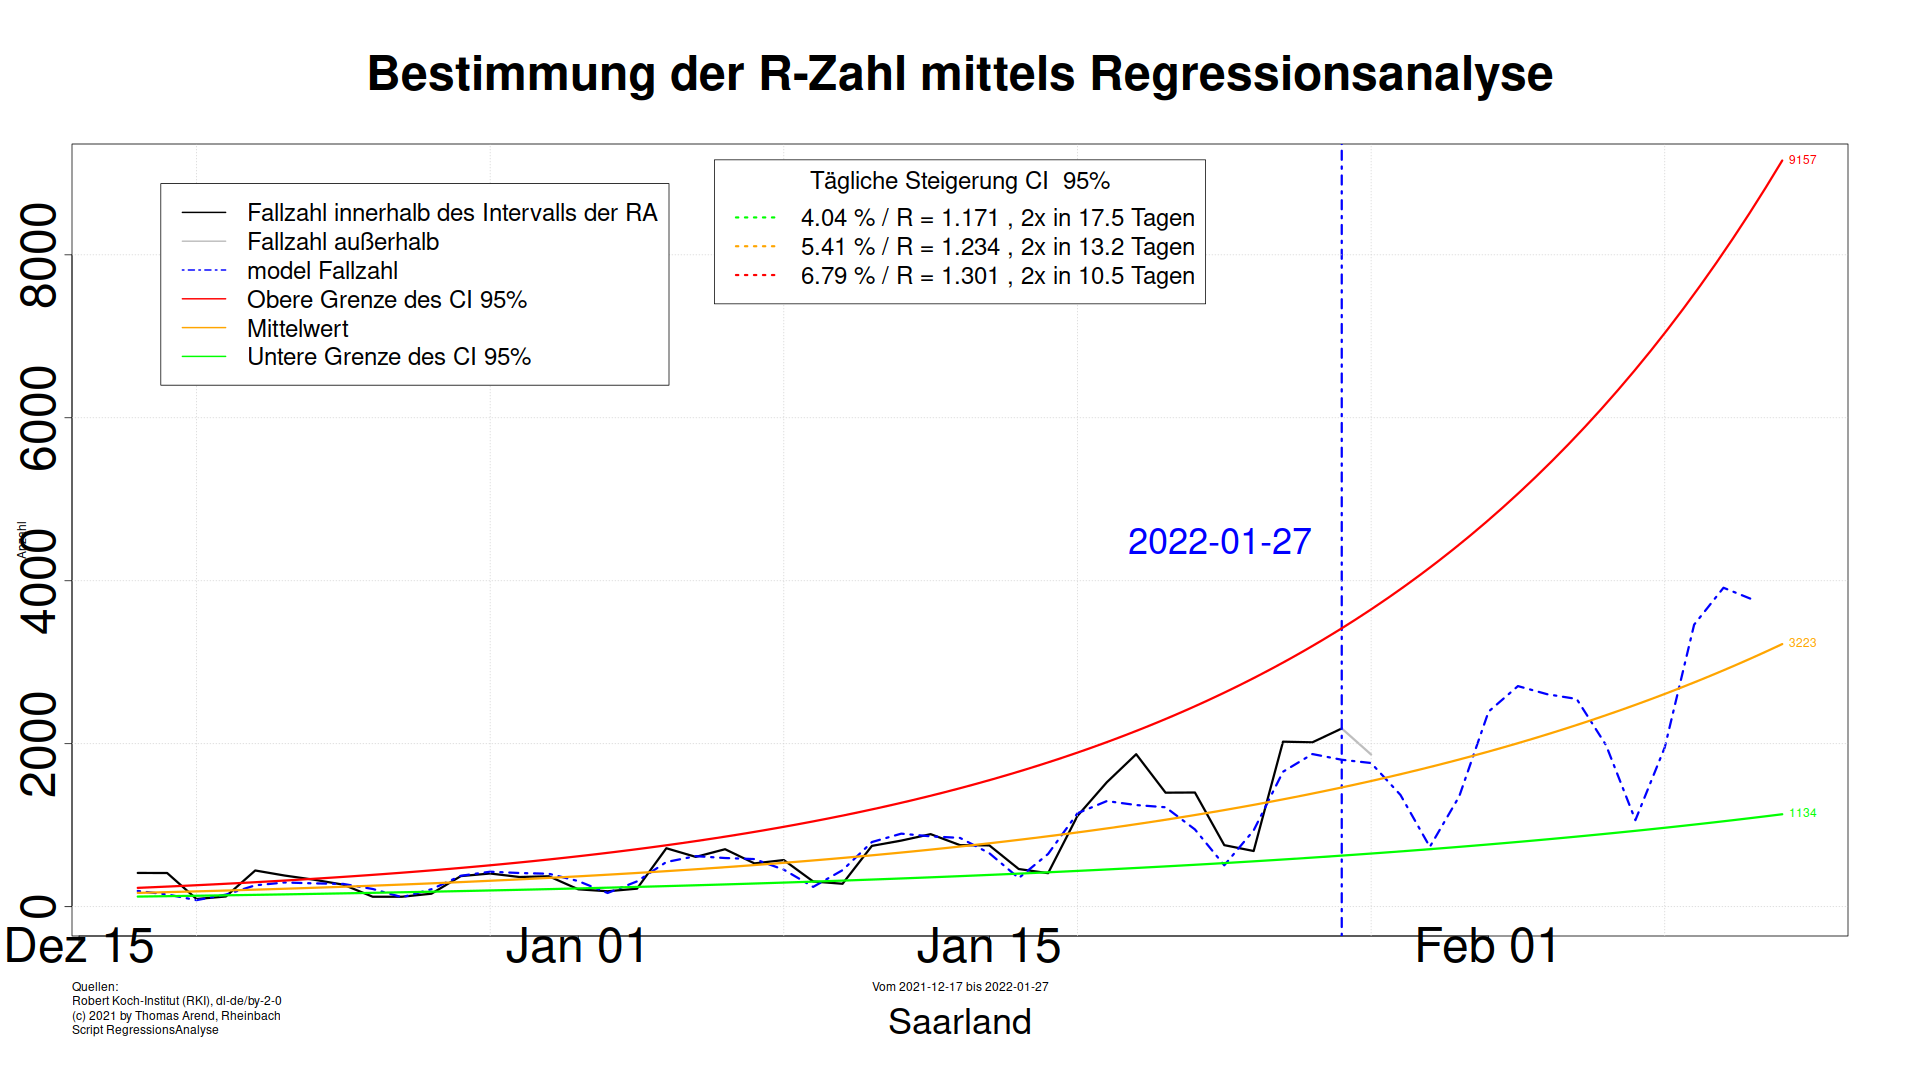 Bestimmung der R-Zahl mittels Regressionsanalyse
Fallzahl innerhalb des Intervalls der RA
Fallzahl außerhalb
model Fallzahl
Obere Grenze des CI 95%
Mittelwert
Untere Grenze des CI 95%
Tägliche Steigerung CI 95%
4.04 % / R = 1.171 , 2x in 17.5 Tagen
5.41 % / R = 1.234 , 2x in 13.2 Tagen
6.79 % / R = 1.301 , 2x in 10.5 Tagen
9157
8000
6000
4000
2000
0
Anzahl
2022-01-27
3223
1134
Dez 15
Jan 01
Jan 15
Feb 01
Quellen:
Robert Koch-Institut (RKI), dl-de/by-2-0
(c) 2021 by Thomas Arend, Rheinbach
Script RegressionsAnalyse
Vom 2021-12-17 bis 2022-01-27
Saarland